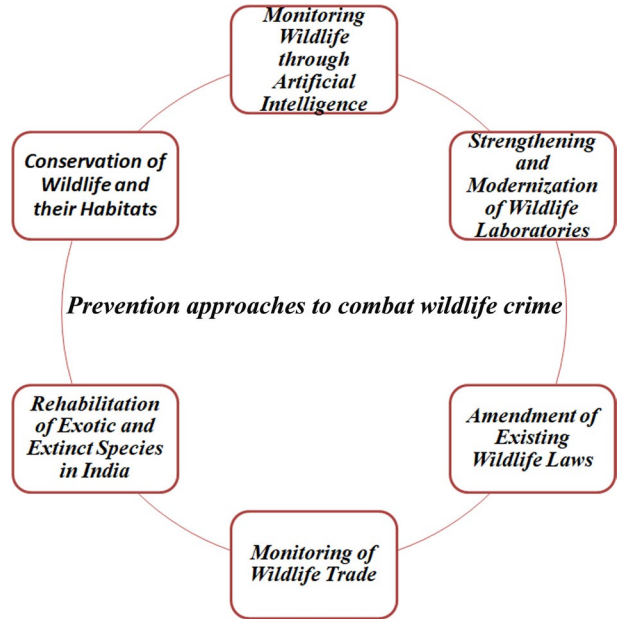 Monitoring
Wildlife
through
Artificial
Intelligence
Strengthening
and
Modernization
of Wildlife
Laboratories
Amendment of
Existing
Wildlife Laws
Monitoring of
Wildlife Trade
Rehabilitation
of Exotic and
Extinct Species
in India
Conservation of
Wildlife and
their Habitats
Prevention approaches to combat wildlife crime